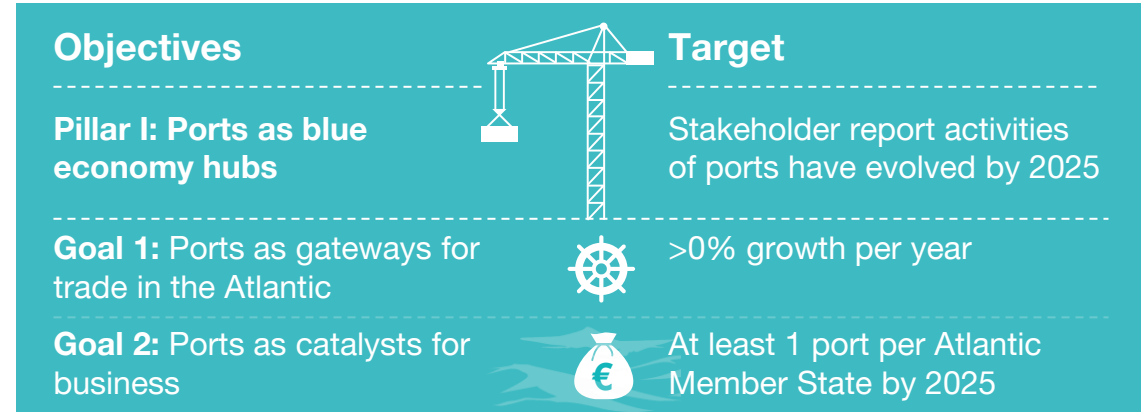 Objectives
Target
Pillar I: Ports as blue
economy hubs
Stakeholder report activities
of ports have evolved by 2025
Goal 1: Ports as gateways for
trade in the Atlantic
>0% growth per year
Goal 2: Ports as catalysts for
business
€
At least 1 port per Atlantic
Member State by 2025